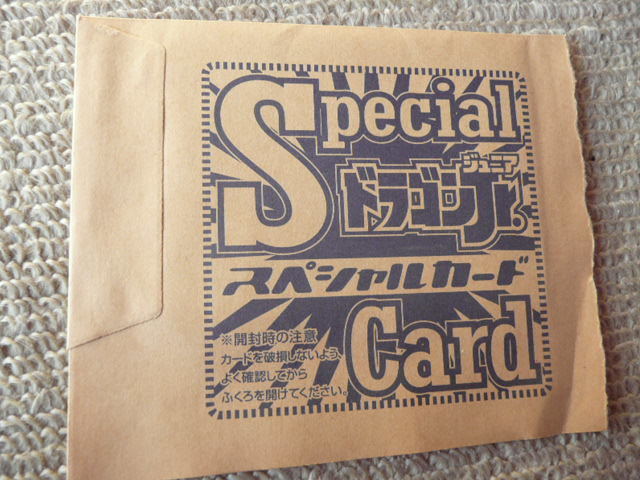 Special
ジュニア
ドラゴンJr.
スペシャルカード
Card
※開封時の注意
カードを破損しないよう、
よく確認してから
ふくろを開けてください。